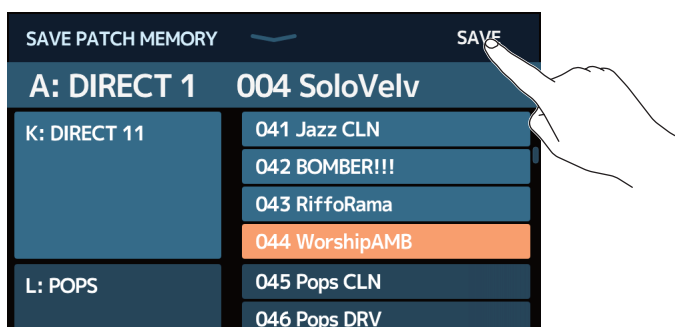 SAVE PATCH MEMORY SAVE
A: DIRECT 1 004 SoloVelv
K: DIRECT 11
041 Jazz CLN
042 BOMBER!!!
043 RiffoRama
044 WorshipAMB
L: POPS
045 Pops CLN
046 Pops DRV